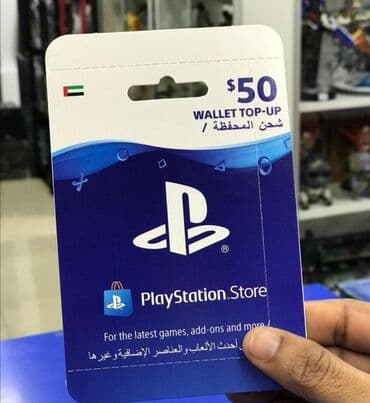 $50
WALLET TOP-UP
شحن المحفظة /
®
PlayStation.Store
For the latest games, add-ons and more
أحدث الألعاب والعناصر الإضافية وغيرها